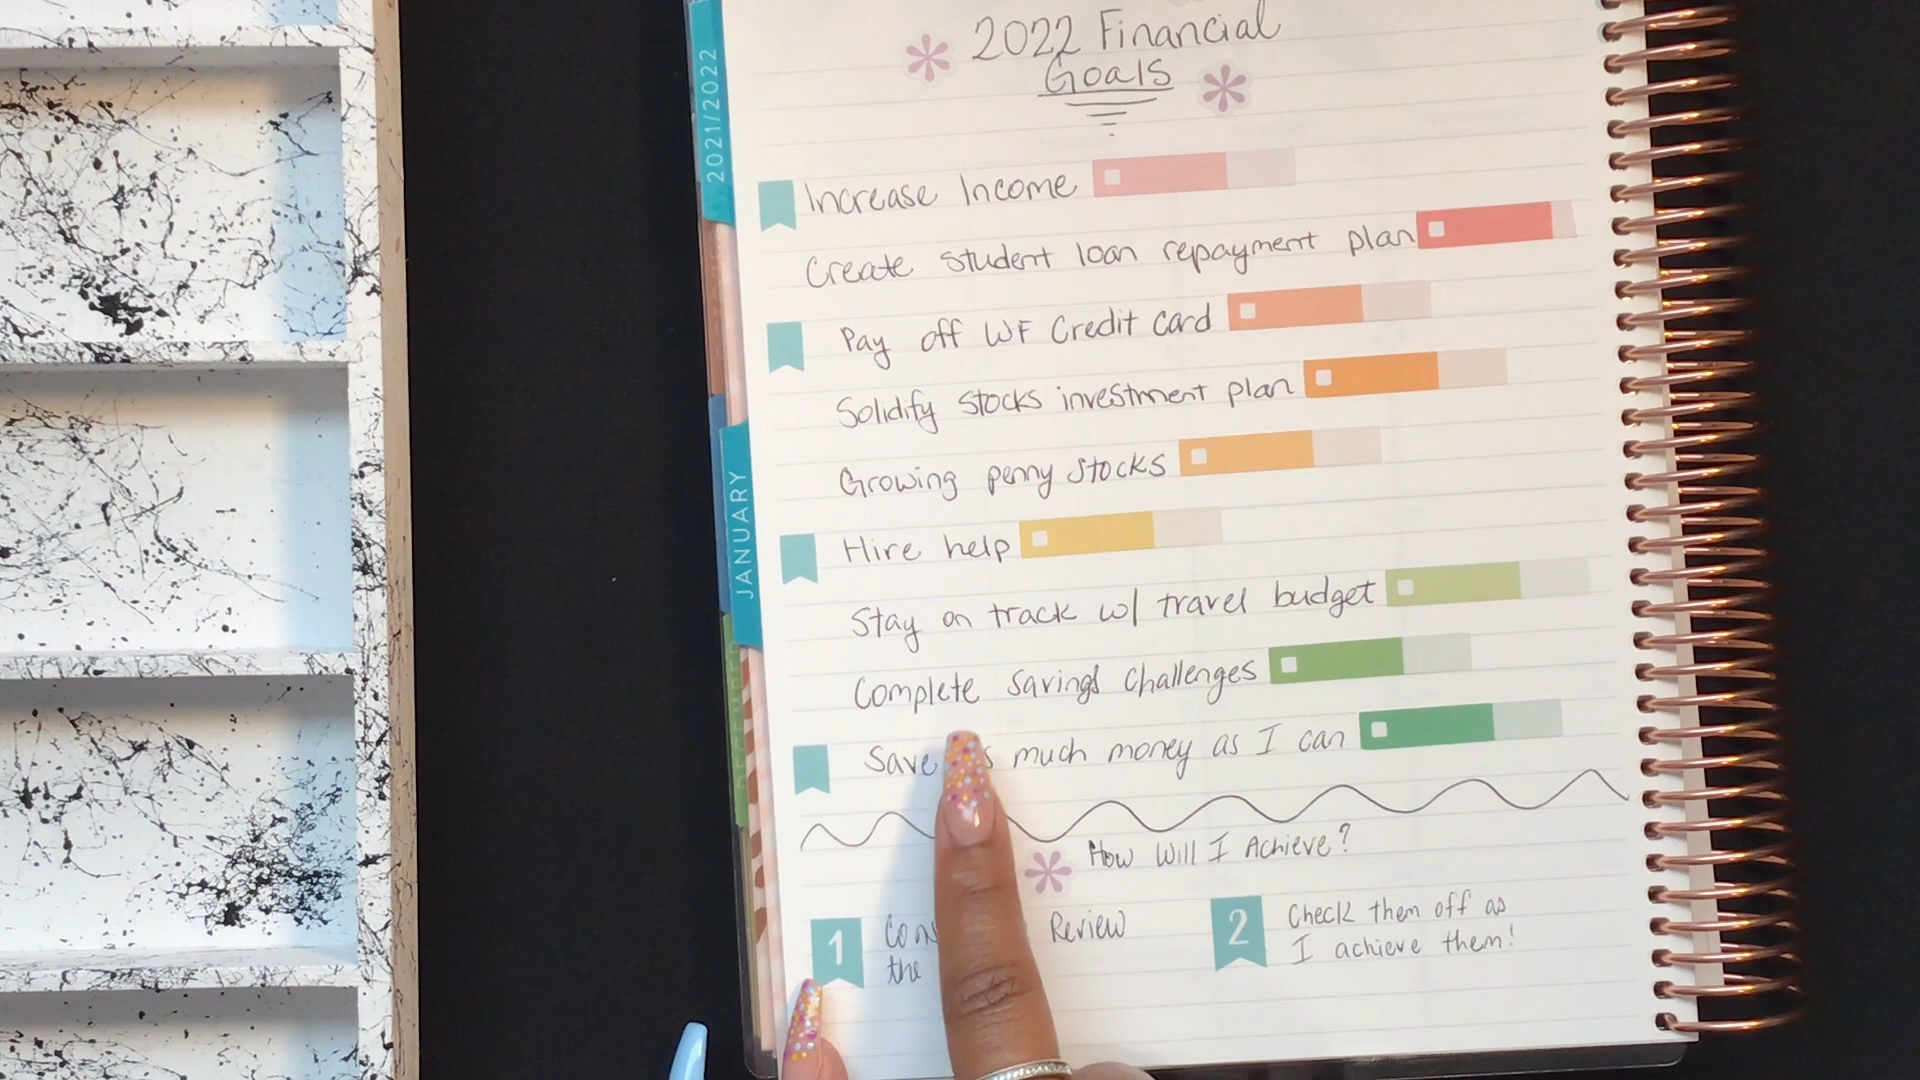 2021/2022
JANUARY
2022 Financial
Goals
Increase Income
Create student loan repayment plan
Pay off WF Credit Card
Solidify stocks investment plan
Growing penny stocks
Hire help
Stay on track w/ travel budget
Complete savings challenges
Save much money as I can
How Will I Achieve?
1
Review
the
2
Check them off as
I achieve them!